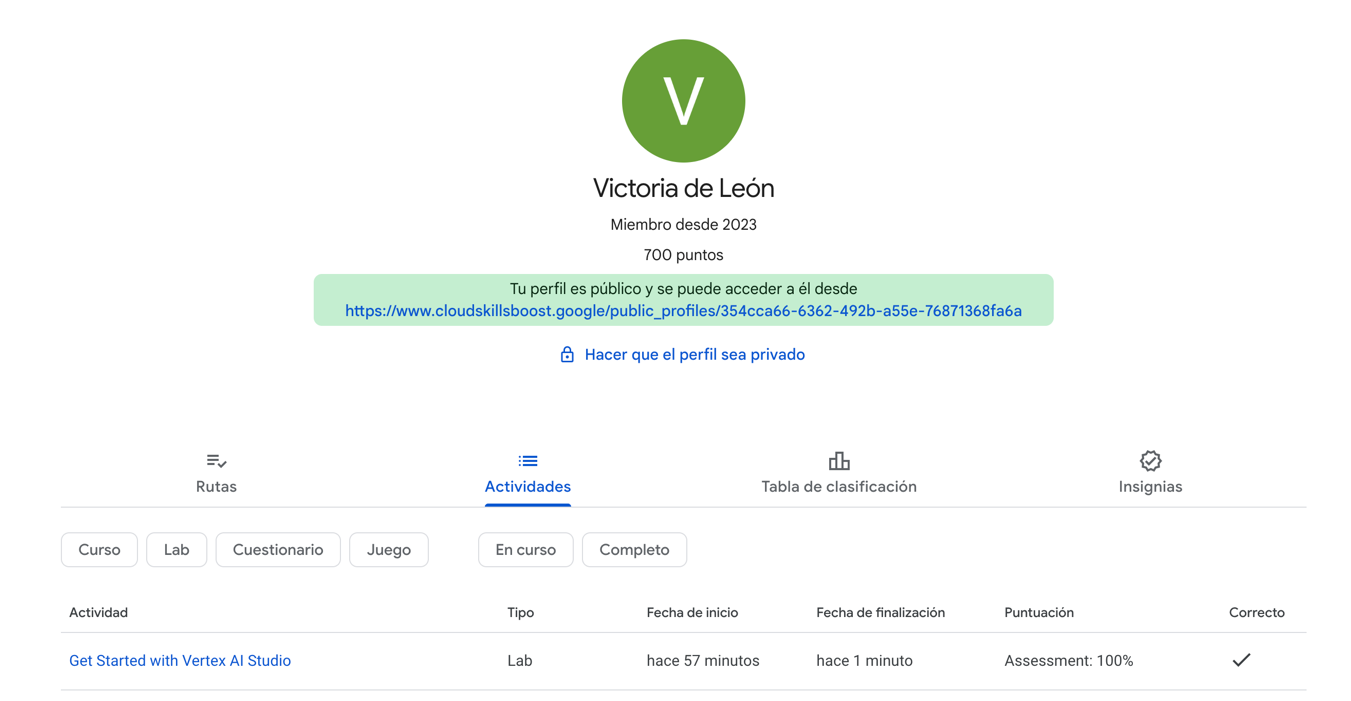 V
Victoria de León
Miembro desde 2023
700 puntos
Tu perfil es público y se puede acceder a él desde
https://www.cloudskillsboost.google/public_profiles/354cca66-6362-492b-a55e-76871368fa6a
Hacer que el perfil sea privado
Rutas Actividades Tabla de clasificación Insignias
Curso Lab Cuestionario Juego En curso Completo
Actividad Tipo Fecha de inicio Fecha de finalización Puntuación Correcto
Get Started with Vertex AI Studio Lab hace 57 minutos hace 1 minuto Assessment: 100%